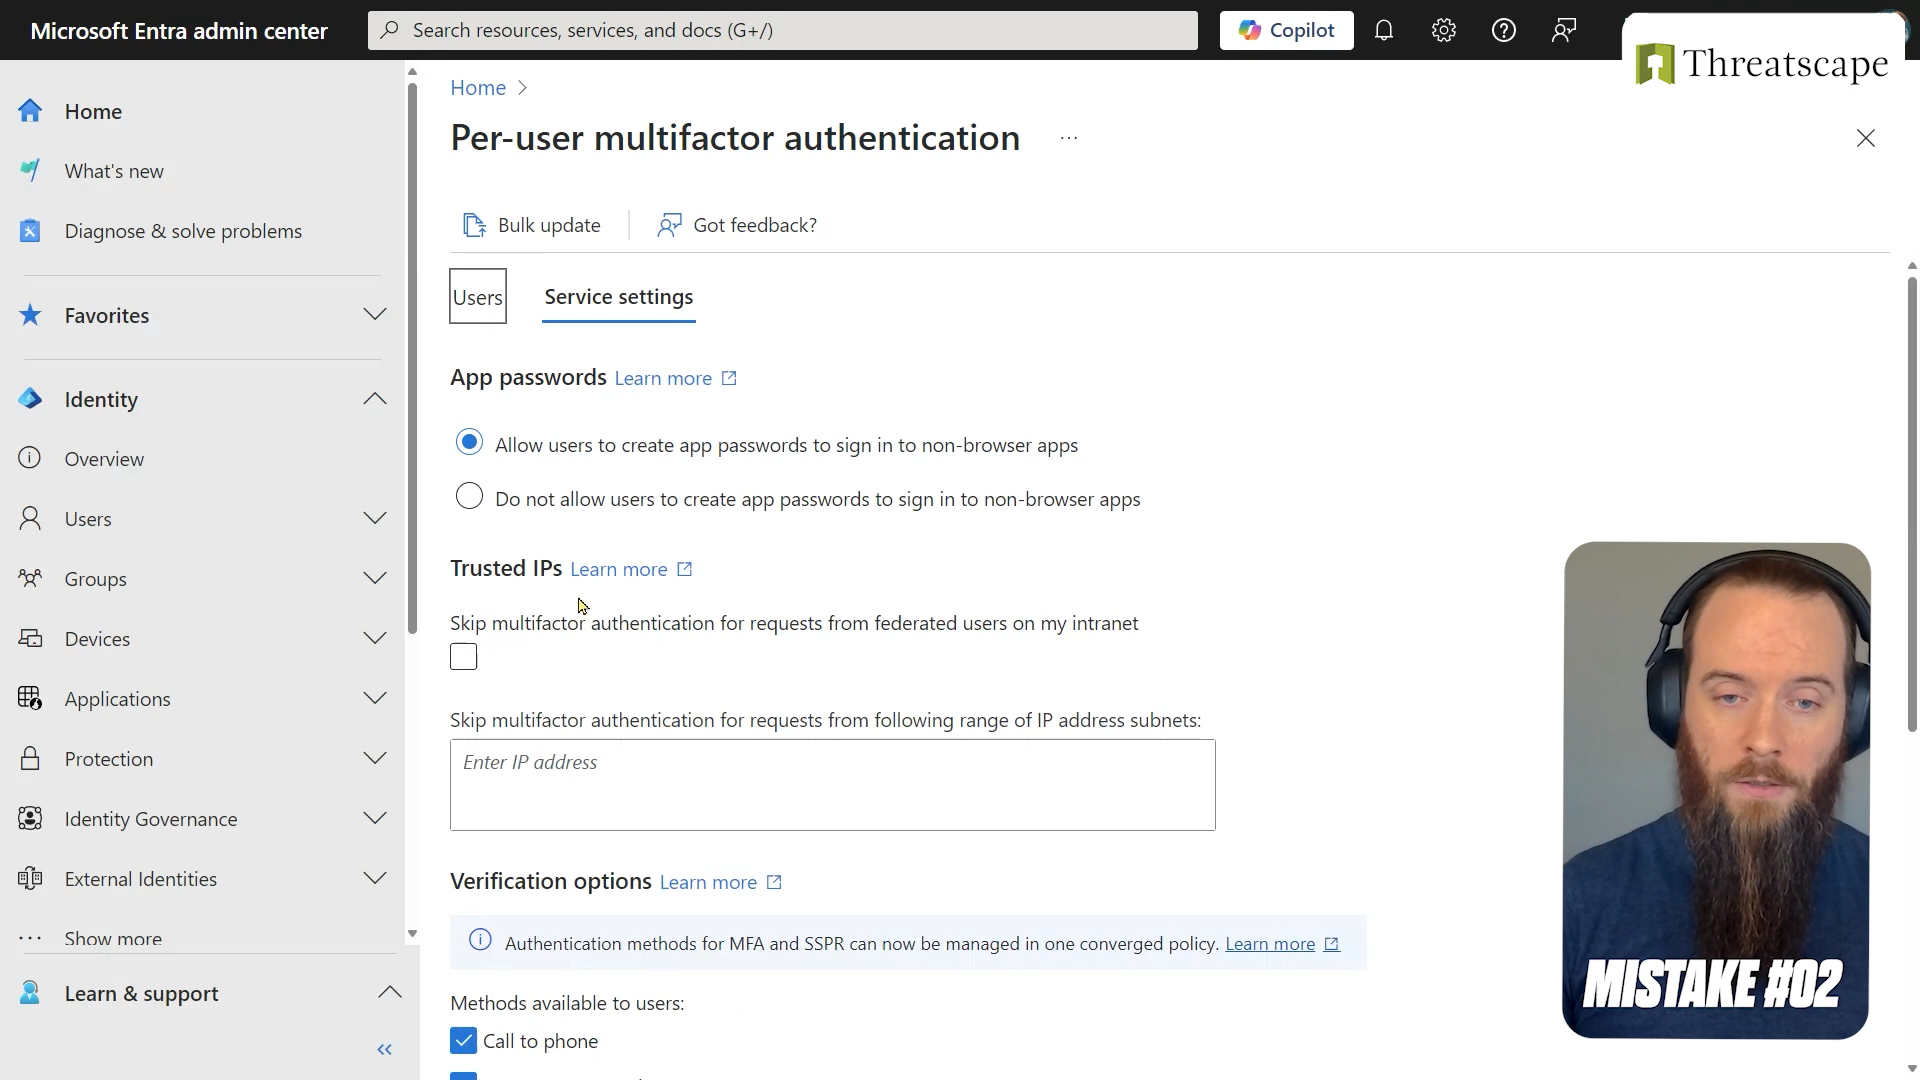 Microsoft Entra admin center
Search resources, services, and docs (G+/)
Copilot
Threatscape
Home
What's new
Diagnose & solve problems
Favorites
Identity
Overview
Users
Groups
Devices
Applications
Protection
Identity Governance
External Identities
Show more
Learn & support
Home
Per-user multifactor authentication
Bulk update
Got feedback?
Users
Service settings
App passwords Learn more
Allow users to create app passwords to sign in to non-browser apps
Do not allow users to create app passwords to sign in to non-browser apps
Trusted IPs Learn more
Skip multifactor authentication for requests from federated users on my intranet
Skip multifactor authentication for requests from following range of IP address subnets:
Enter IP address
Verification options Learn more
Authentication methods for MFA and SSPR can now be managed in one converged policy. Learn more
Methods available to users:
Call to phone
MISTAKE #02